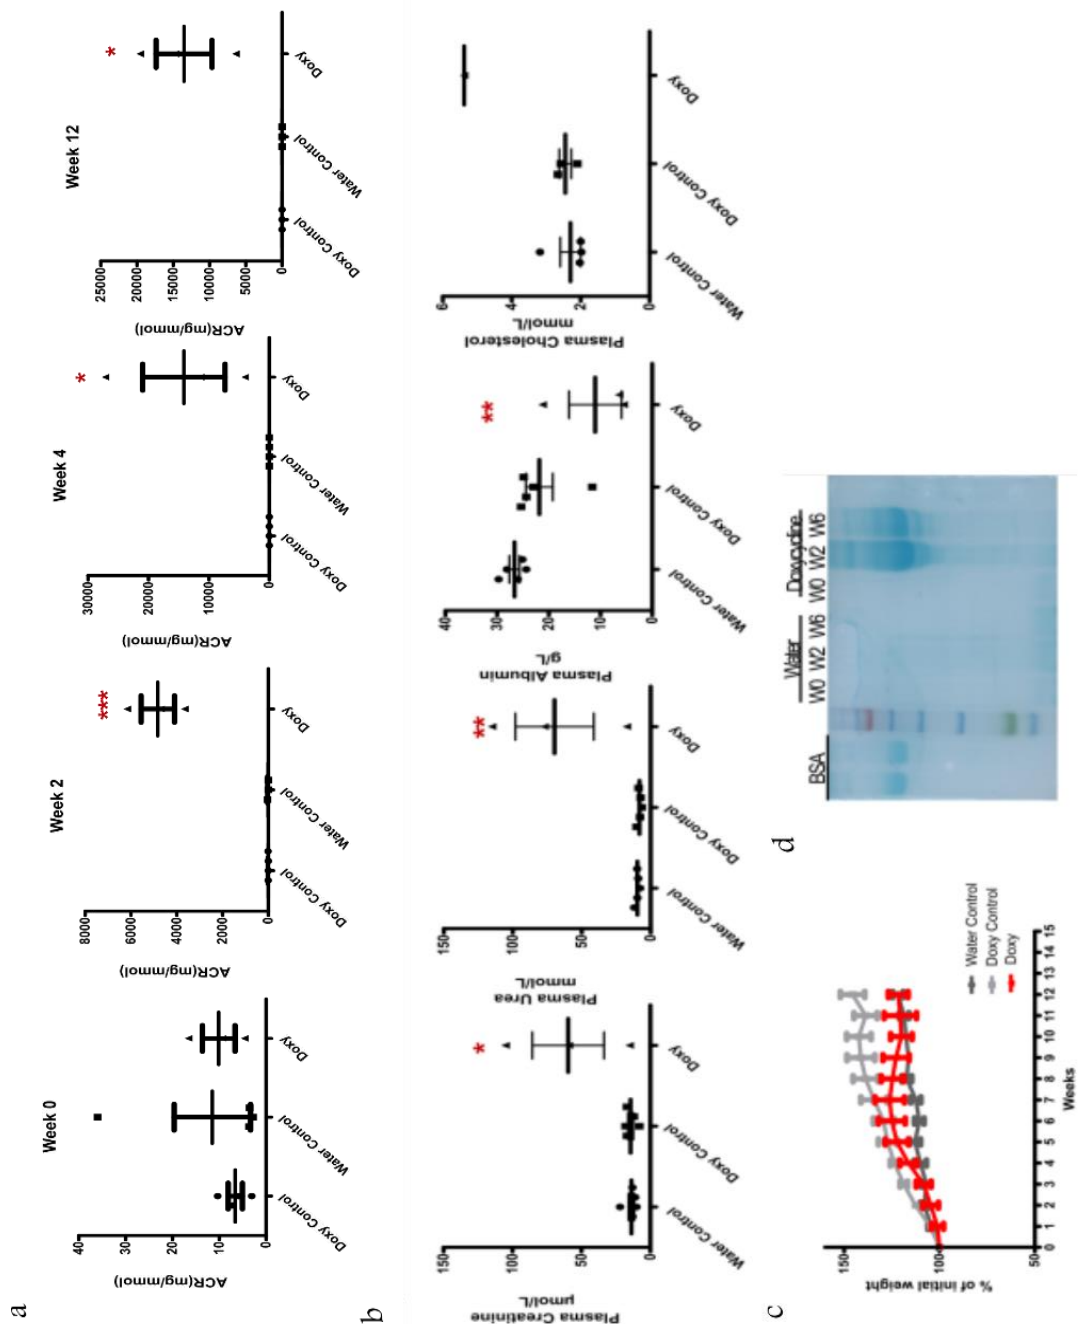 a
Week 0
ACR(mg/mmol)
40
30
20
10
0
Doxy Control
Water Control
Doxy
Week 2
ACR(mg/mmol)
8000
6000
4000
2000
0
Doxy Control
Water Control
Doxy
***
Week 4
ACR(mg/mmol)
30000
20000
10000
0
Doxy Control
Water Control
Doxy
*
Week 12
ACR(mg/mmol)
25000
20000
15000
10000
5000
0
Doxy Control
Water Control
Doxy
*
b
Plasma Creatinine
µmol/L
150
100
50
0
Water Control
Doxy Control
Doxy
*
Plasma Urea
mmol/L
150
100
50
0
Water Control
Doxy Control
Doxy
**
Plasma Albumin
g/L
40
30
20
10
0
Water Control
Doxy Control
Doxy
**
Plasma Cholesterol
mmol/L
6
4
2
0
Water Control
Doxy Control
Doxy
c
% of initial weight
150
100
50
0 1 2 3 4 5 6 7 8 9 10 11 12 13 14 15
Weeks
Water Control
Doxy Control
Doxy
d
BSA Water Doxycycline
W0 W2 W6 W0 W2 W6